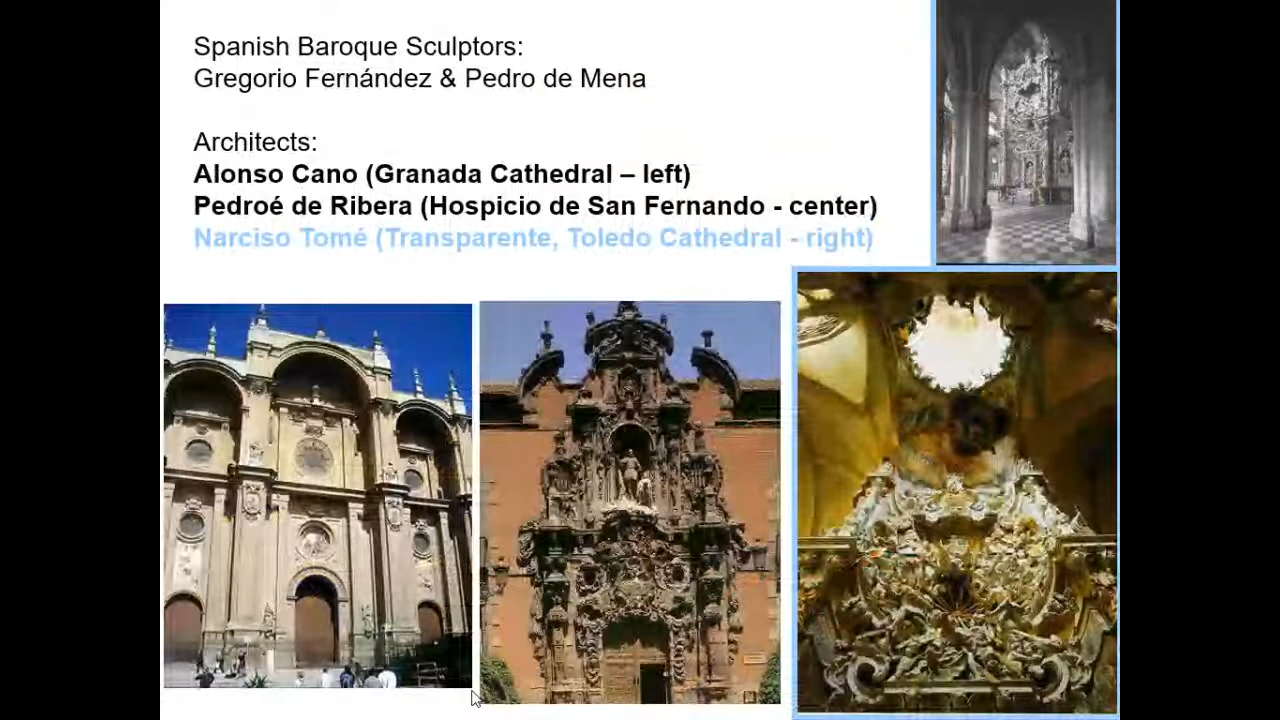 Spanish Baroque Sculptors:
Gregorio Fernández & Pedro de Mena
Architects:
Alonso Cano (Granada Cathedral – left)
Pedroé de Ribera (Hospicio de San Fernando - center)
Narciso Tomé (Transparente, Toledo Cathedral - right)